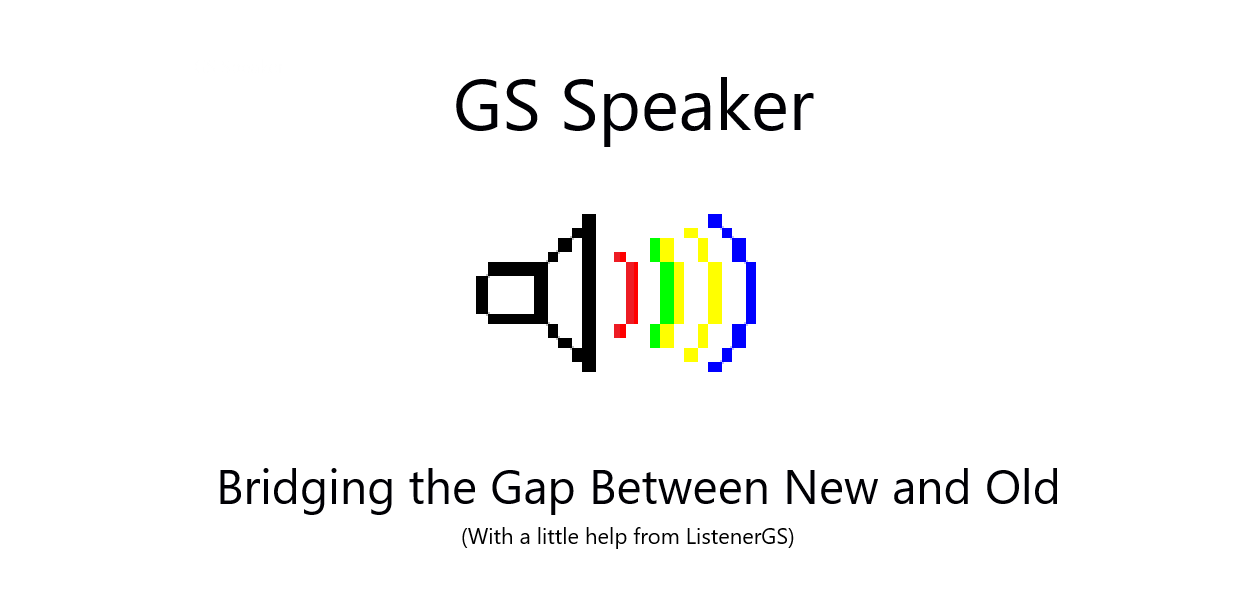 GS Speaker
Bridging the Gap Between New and Old
(With a little help from ListenerGS)